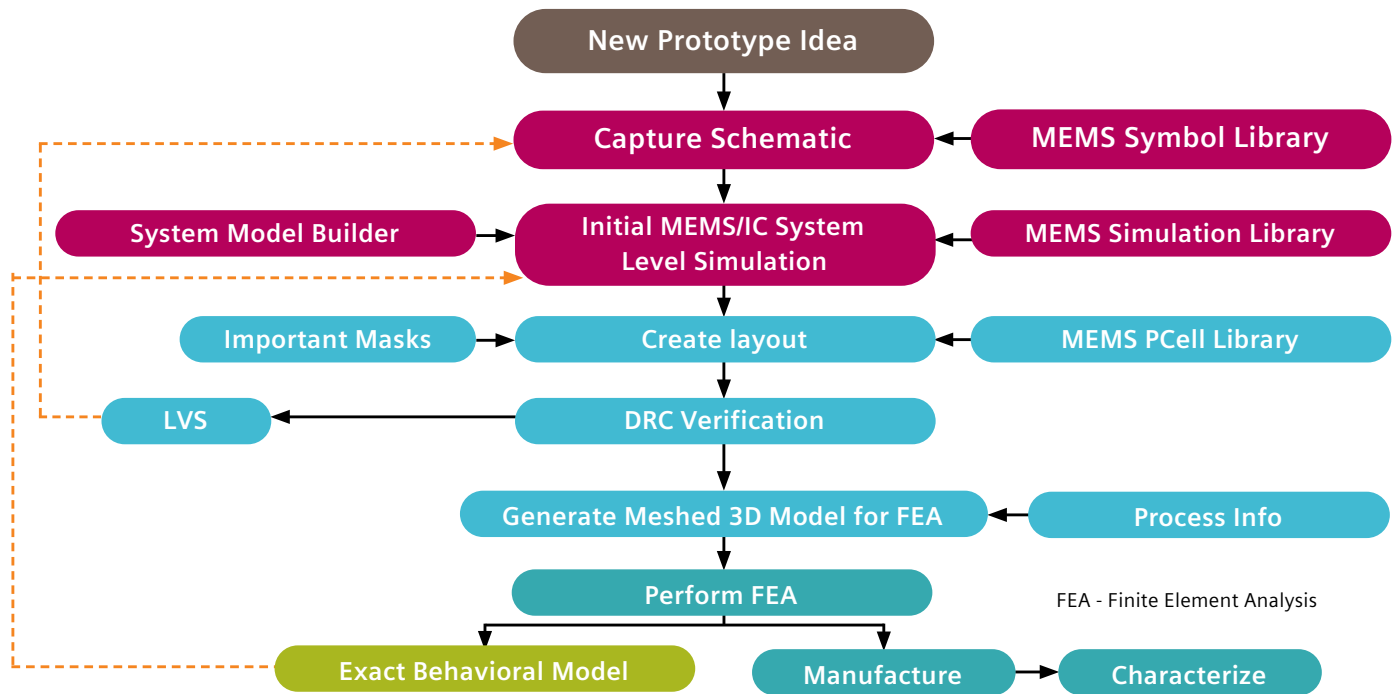 New Prototype Idea
Capture Schematic
MEMS Symbol Library
System Model Builder
Initial MEMS/IC System
Level Simulation
MEMS Simulation Library
Important Masks
Create layout
MEMS PCell Library
LVS
DRC Verification
Generate Meshed 3D Model for FEA
Process Info
Perform FEA
FEA - Finite Element Analysis
Exact Behavioral Model
Manufacture
Characterize